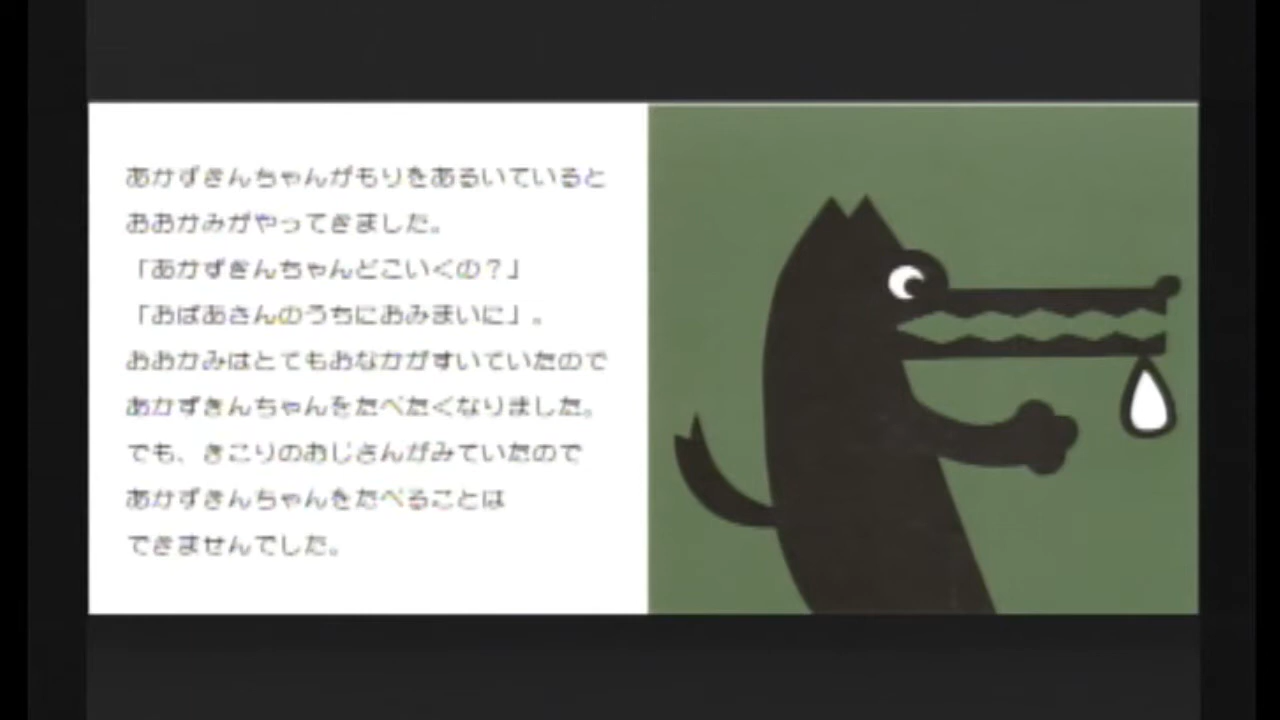 あかずきんちゃんがもりをあるいていると
おおかみがやってきました。
「あかずきんちゃんどこいくの？」
「おばあさんのうちにおみまいに」。
おおかみはとてもおなかがすいていたので
あかずきんちゃんをたべたくなりました。
でも、きこりのおじさんがみていたので
あかずきんちゃんをたべることは
できませんでした。